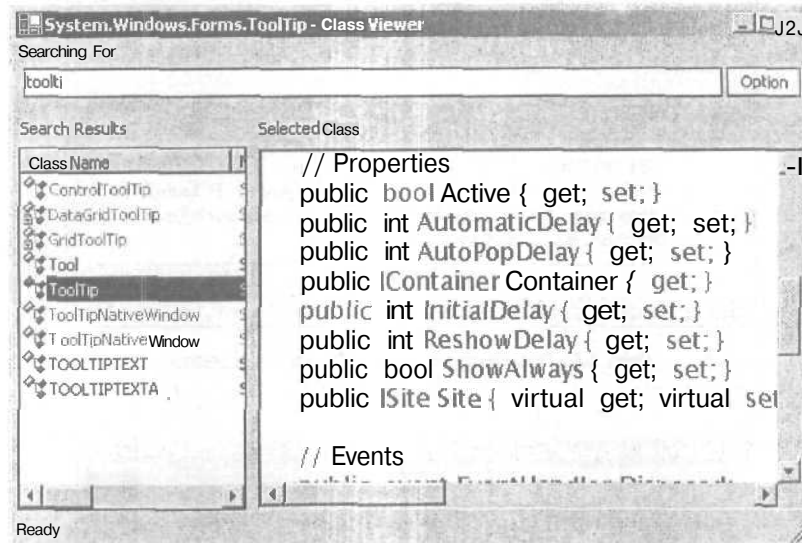 System.Windows.Forms.ToolTip - Class Viewer
Searching For
toolti
Option
Search Results
Selected Class
Class Name
ControlToolTip
DataGridToolTip
GridToolTip
Tool
ToolTip
ToolTipNativeWindow
ToolTipNativeWindow
TOOLTIPTEXT
TOOLTIPTEXTA
// Properties
public bool Active { get; set; }
public int AutomaticDelay { get; set; }
public int AutoPopDelay { get; set; }
public IContainer Container { get; }
public int InitialDelay { get; set; }
public int ReshowDelay { get; set; }
public bool ShowAlways { get; set; }
public ISite Site { virtual get; virtual set
// Events
Ready